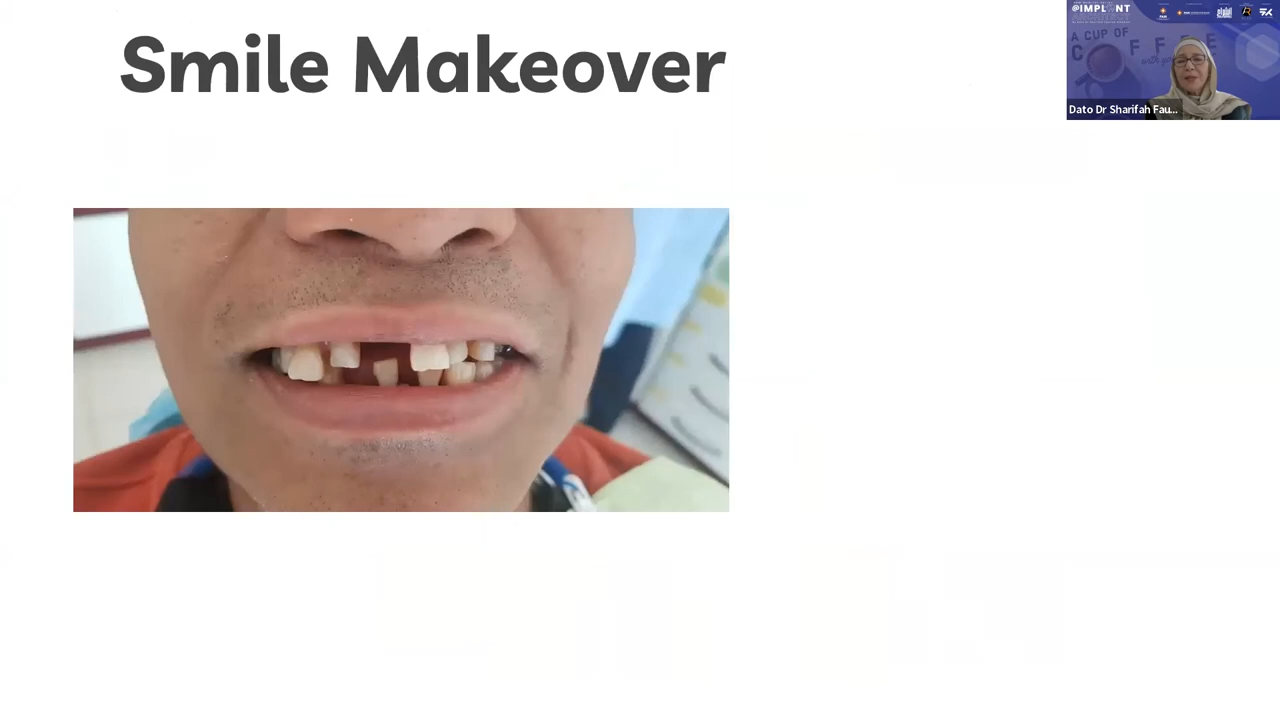 Smile Makeover
@IMPLANT
A CUP OF
COFFEE
Dato Dr Sharifah Fau...